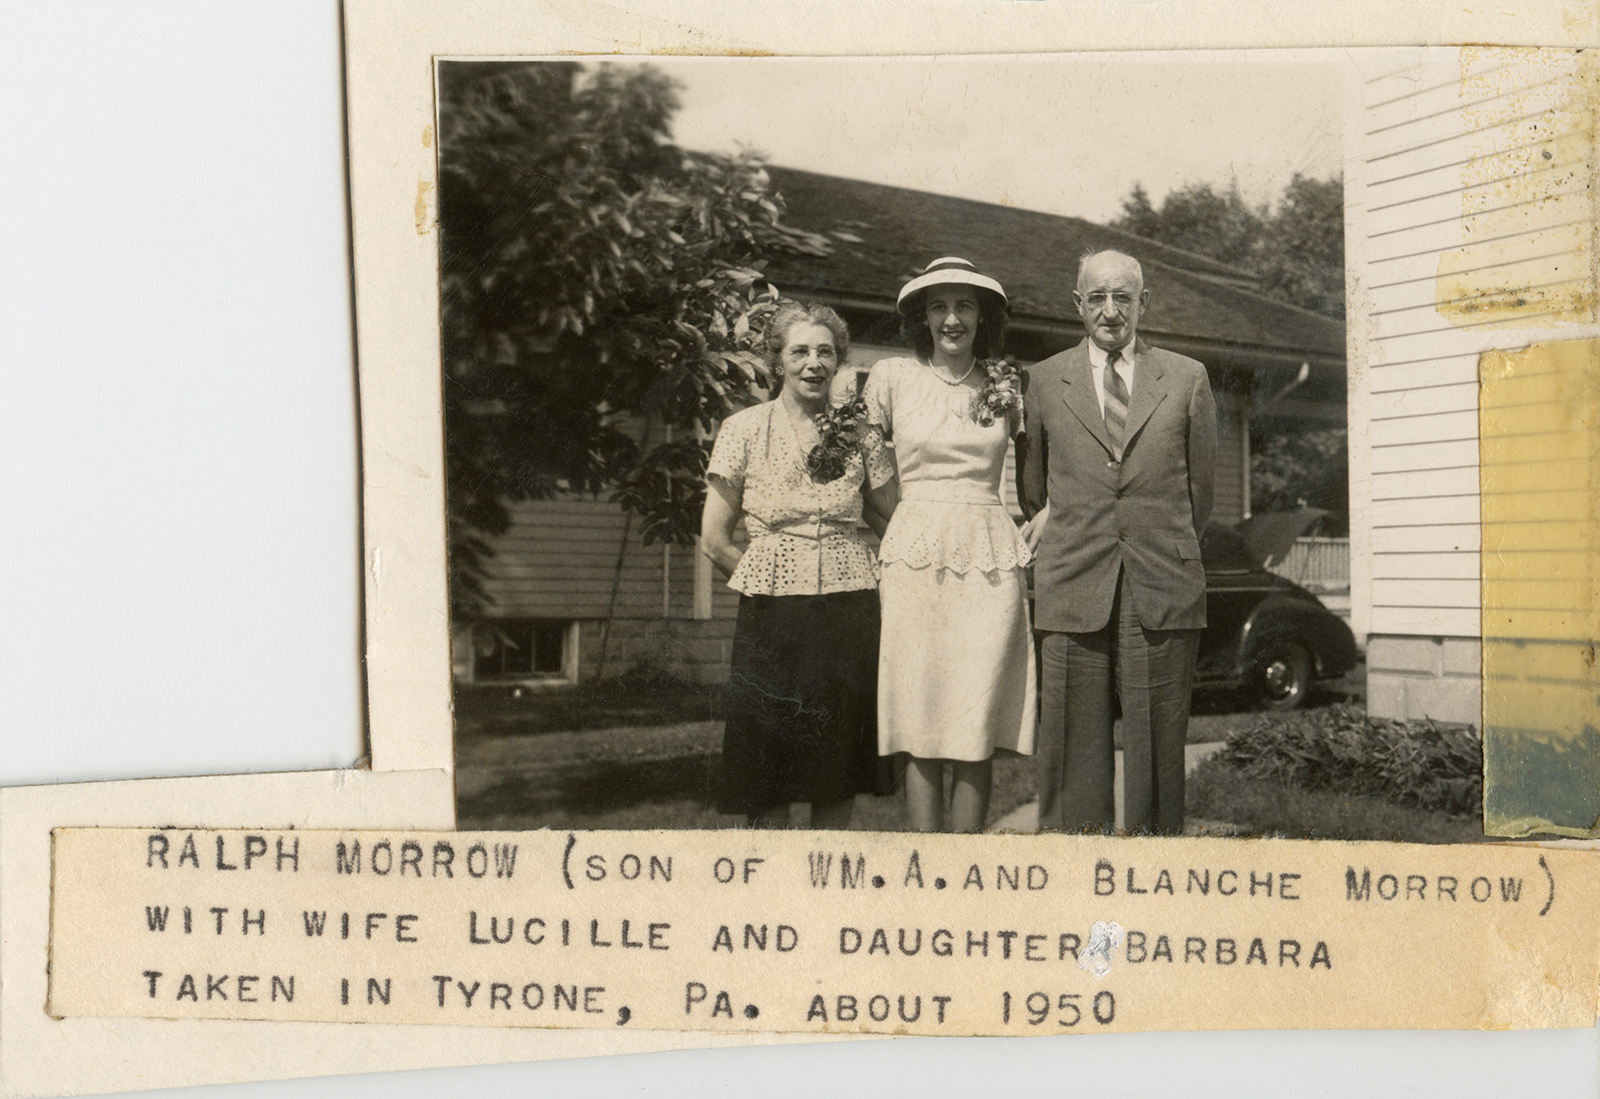 RALPH MORROW (SON OF WM. A. AND BLANCHE MORROW)
WITH WIFE LUCILLE AND DAUGHTER BARBARA
TAKEN IN TYRONE, PA. ABOUT 1950